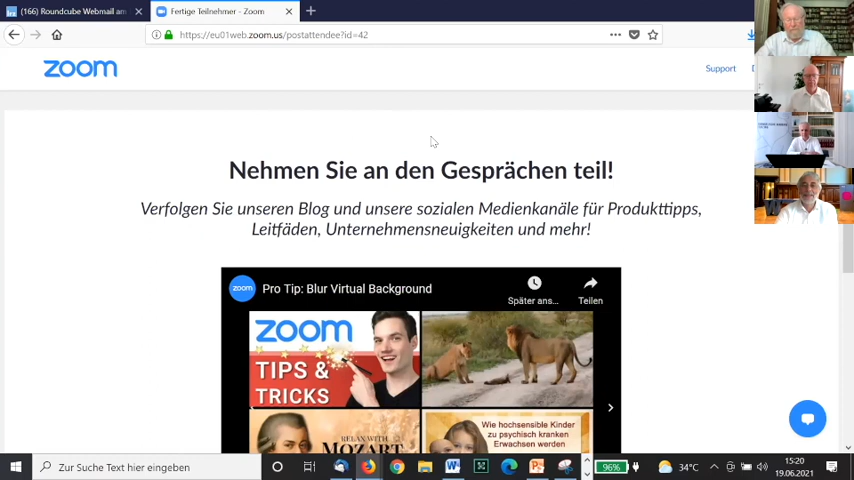 (166) Roundcube Webmail am
Fertige Teilnehmer - Zoom
https://eu01web.zoom.us/postattendee?id=42
zoom
Support
Nehmen Sie an den Gesprächen teil!
Verfolgen Sie unseren Blog und unsere sozialen Medienkanäle für Produkttipps,
Leitfäden, Unternehmensneuigkeiten und mehr!
zoom
Pro Tip: Blur Virtual Background
Später ans...
Teilen
zoom
TIPS &
TRICKS
RELAX WITH
MOZART
Wie hochsensible Kinder
zu psychisch kranken
Erwachsen werden
Zur Suche Text hier eingeben
96%
34°C
15:20
19.06.2021